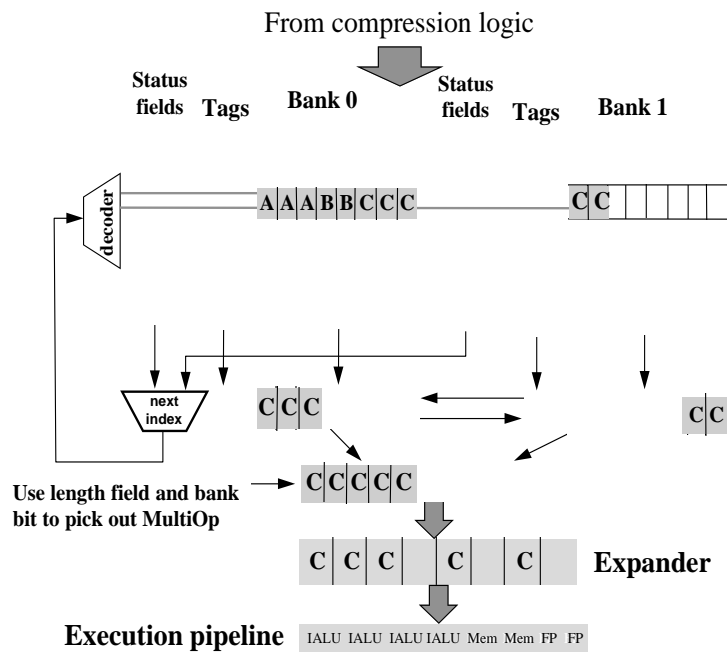 From compression logic
Status fields
Tags
Bank 0
Status fields
Tags
Bank 1
decoder
A A A B B C C C
C C
next index
C C C
C C
Use length field and bank
bit to pick out MultiOp
C C C C C
C C C C C
Expander
Execution pipeline
IALU IALU IALU IALU Mem Mem FP FP